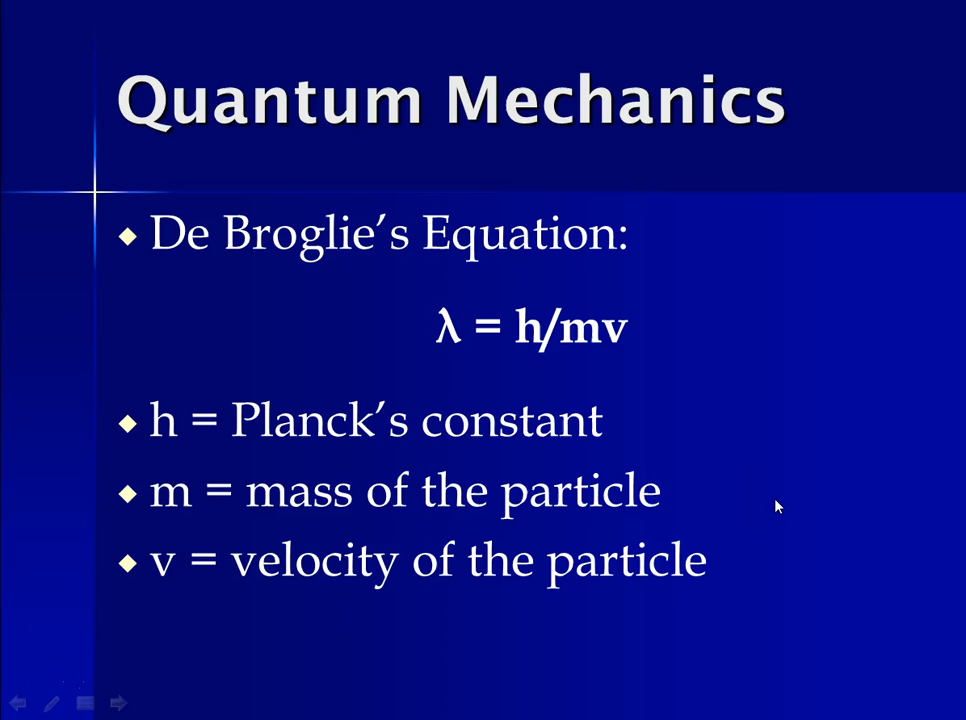 Quantum Mechanics
De Broglie’s Equation:
λ = h/mv
h = Planck’s constant
m = mass of the particle
v = velocity of the particle